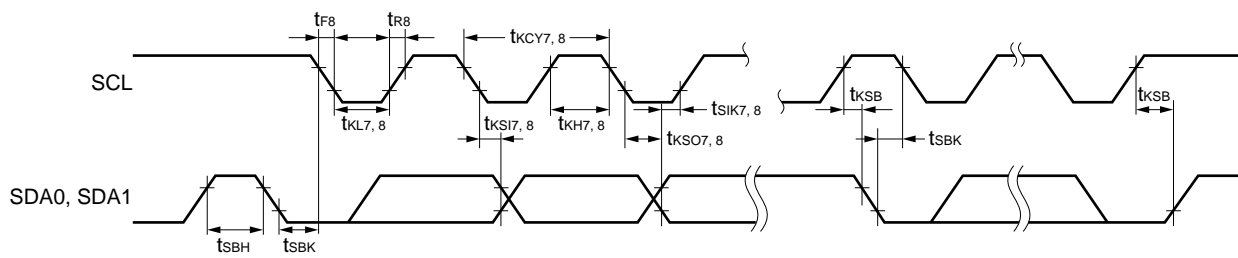 tF8 tR8
tKCY7, 8
SCL
tKL7, 8 tKSI7, 8 tKH7, 8 tKSO7, 8 tSIK7, 8 tKSB tSBK tKSB
SDA0, SDA1
tSBH tSBK